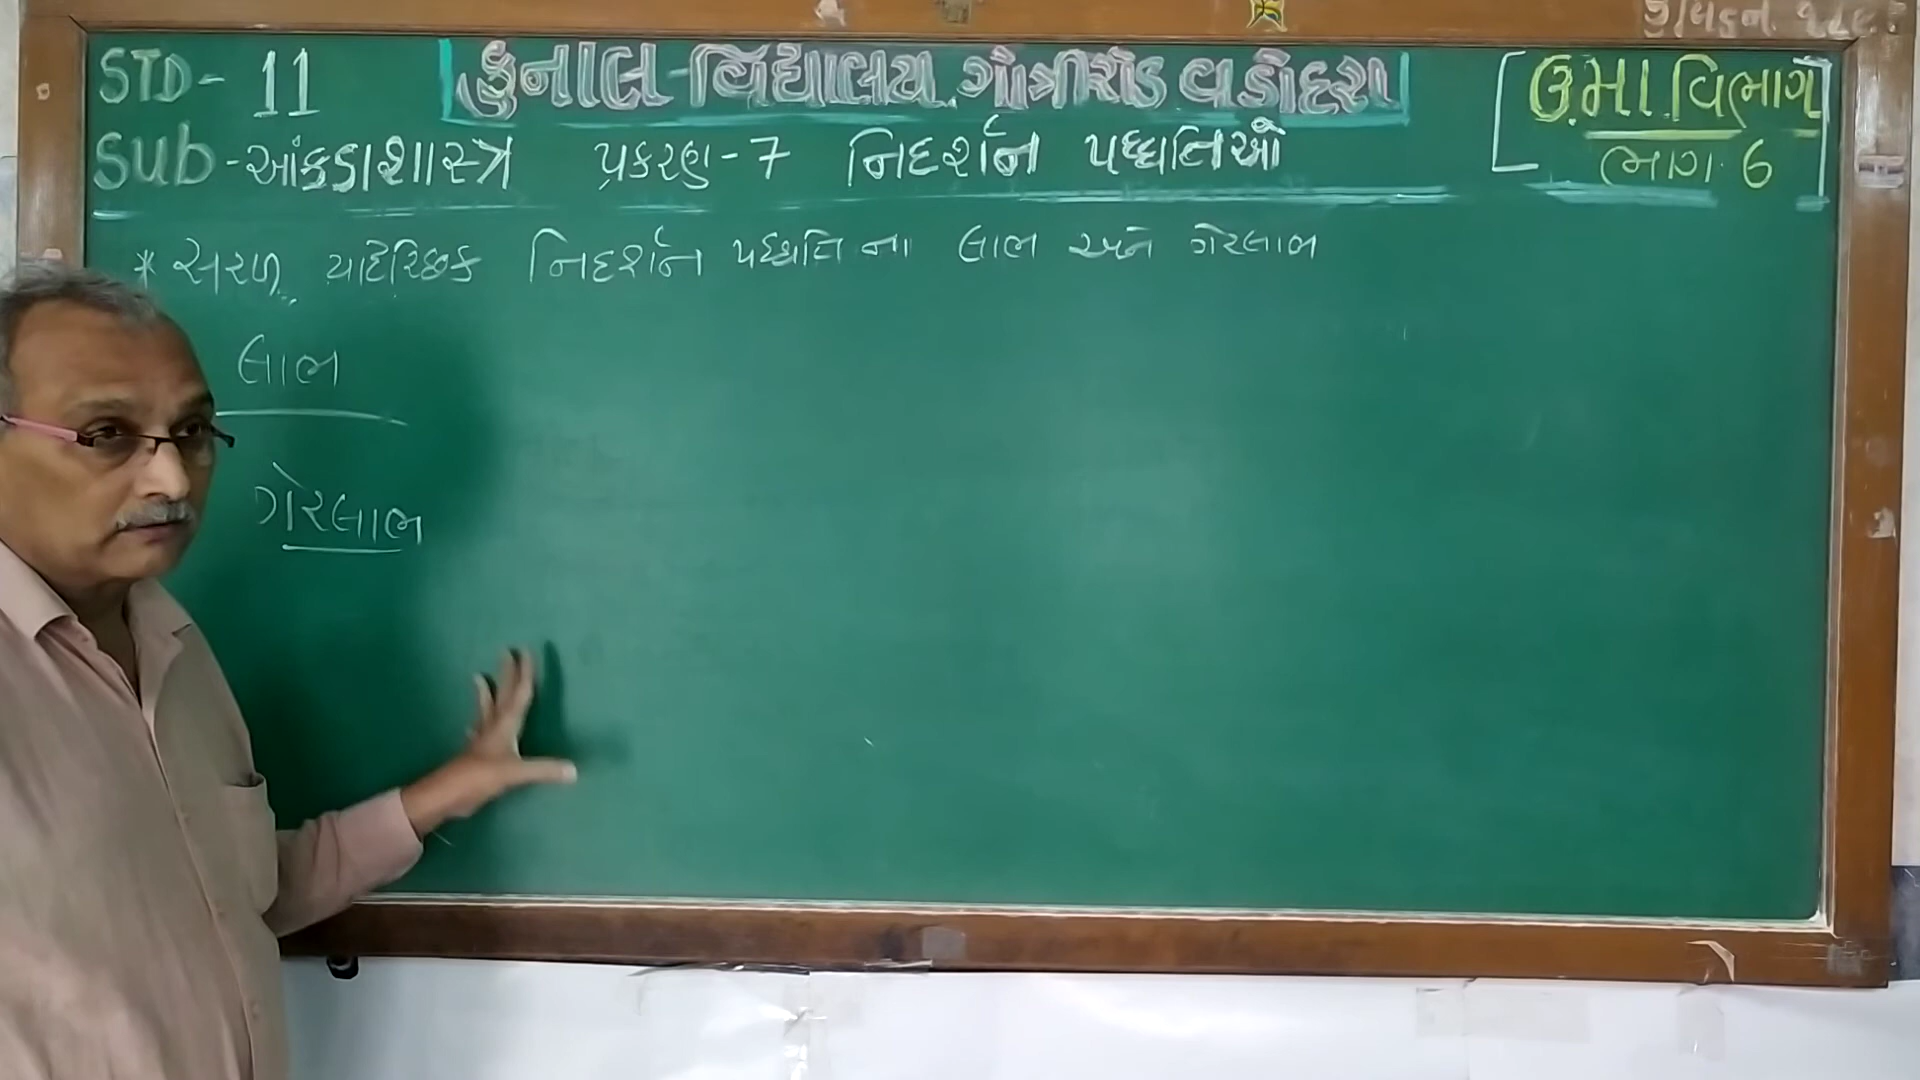 STD - 11
કુનાલ - વિદ્યાલય ગોત્રીરોડ વડોદરા
ઉ.મા. વિભાગ
ભાગ. 6
Sub - આંકડાશાસ્ત્ર પ્રકરણ - 7 નિદર્શન પધ્ધતિઓ
* સરળ યાદૈચ્છિક નિદર્શન પધ્ધતિ ના લાભ અને ગેરલાભ
લાભ
ગેરલાભ